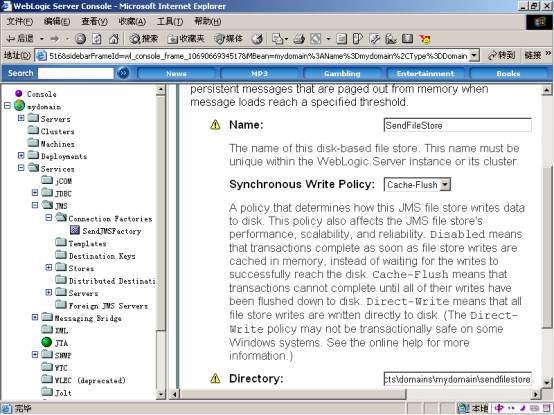 WebLogic Server Console - Microsoft Internet Explorer
文件(F) 编辑(E) 查看(V) 收藏(A) 工具(T) 帮助(H)
后退 搜索 收藏夹 媒体
地址(D) 516&sidebarFrameId=wl_console_frame_1069066934517&MBean=mydomain%3AName%3Dmydomain%2CType%3DDomain 转到 链接 »
Search News MP3 Gambling Entertainment Books
Console
mydomain
Servers
Clusters
Machines
Deployments
Services
jCOM
JDBC
JMS
Connection Factories
SendJMSFactory
Templates
Destination Keys
Stores
Distributed Destinati
Servers
Foreign JMS Servers
Messaging Bridge
XML
JTA
SNMP
WTC
WLEC (deprecated)
Jolt
persistent messages that are paged out from memory when
message loads reach a specified threshold.
Name: SendFileStore
The name of this disk-based file store. This name must be
unique within the WebLogic Server instance or its cluster.
Synchronous Write Policy: Cache-Flush
A policy that determines how this JMS file store writes data
to disk. This policy also affects the JMS file store's
performance, scalability, and reliability. Disabled means
that transactions complete as soon as file store writes are
cached in memory, instead of waiting for the writes to
successfully reach the disk. Cache-Flush means that
transactions cannot complete until all of their writes have
been flushed down to disk. Direct-Write means that all
file store writes are written directly to disk. (The Direct-
Write policy may not be transactionally safe on some
Windows systems. See the online help for more
information.)
Directory: cts\domains\mydomain\sendfilestore
完毕 本地 中